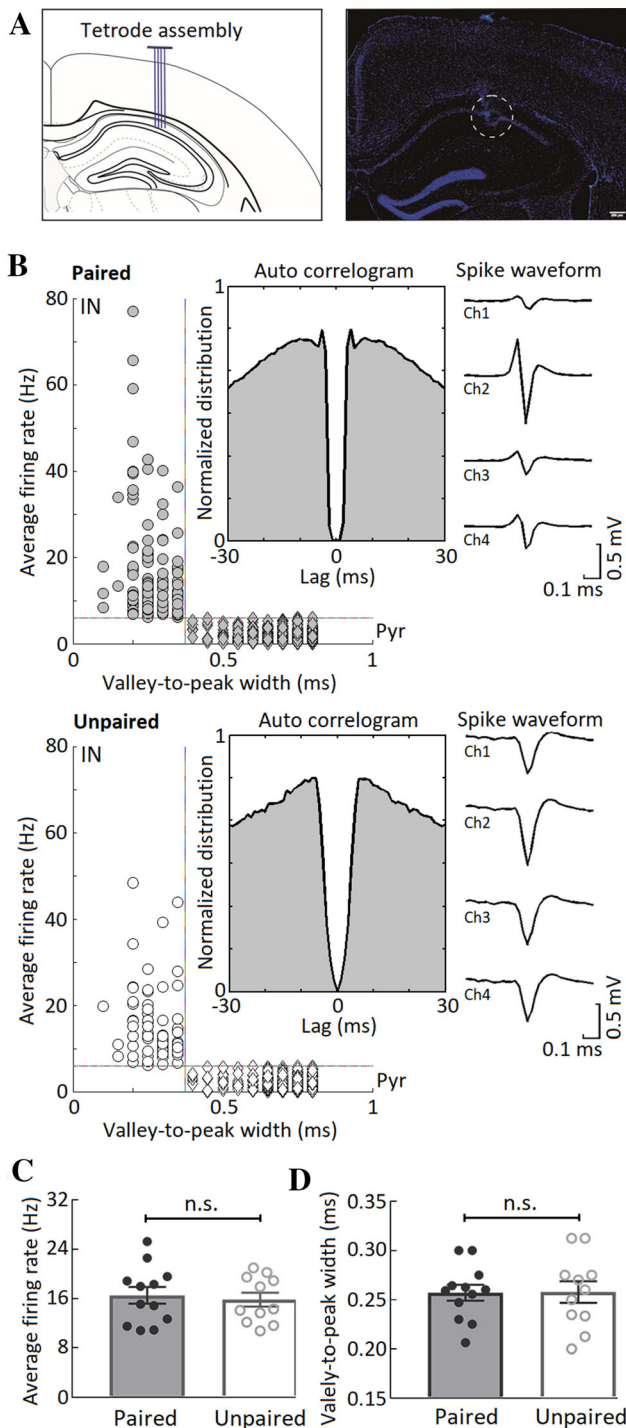 A
Tetrode assembly
B
Paired
IN
Auto correlogram
Spike waveform
80
60
40
20
0
Average firing rate (Hz)
Normalized distribution
1
0
-30
0
30
Lag (ms)
Ch1
Ch2
Ch3
Ch4
0.5 mV
0.1 ms
Pyr
0
0.5
1
Valley-to-peak width (ms)
Unpaired
IN
Auto correlogram
Spike waveform
80
60
40
20
0
Average firing rate (Hz)
Normalized distribution
1
0
-30
0
30
Lag (ms)
Ch1
Ch2
Ch3
Ch4
0.5 mV
0.1 ms
Pyr
0
0.5
1
Valley-to-peak width (ms)
C
n.s.
32
24
16
8
0
Average firing rate (Hz)
Paired
Unpaired
D
n.s.
0.35
0.30
0.25
0.20
0.15
Valely-to-peak width (ms)
Paired
Unpaired